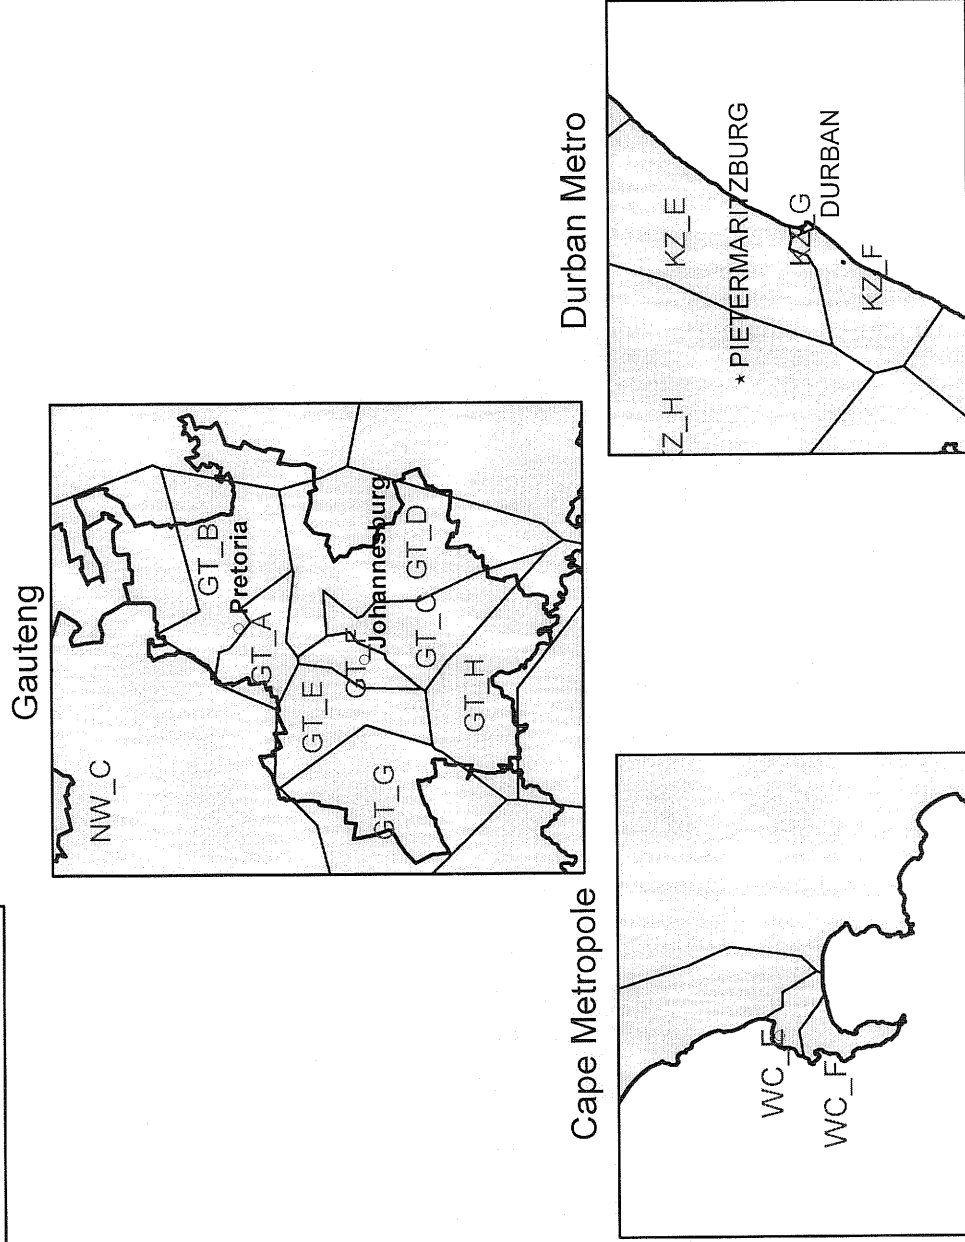 Gauteng
NW_C
GT_B
Pretoria
GT_A
GT_E
GT_F
Johannesburg
GT_D
GT_C
GT_G
GT_H
Durban Metro
KZ_E
PIETERMARITZBURG
KZ_G
DURBAN
KZ_F
KZ_H
Cape Metropole
WC_E
WC_F